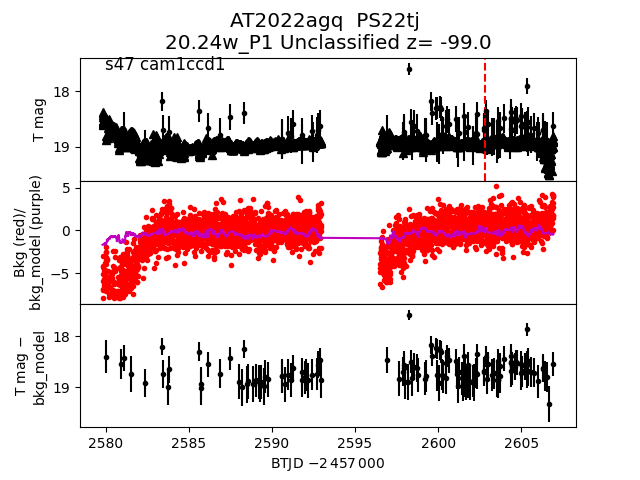 AT2022agq  PS22tj
20.24w_P1 Unclassified z= -99.0
s47 cam1ccd1
T mag
18
19
Bkg (red)/
bkg_model (purple)
5
0
−5
T mag −
bkg_model
18
19
2580 2585 2590 2595 2600 2605
BTJD −2 457 000